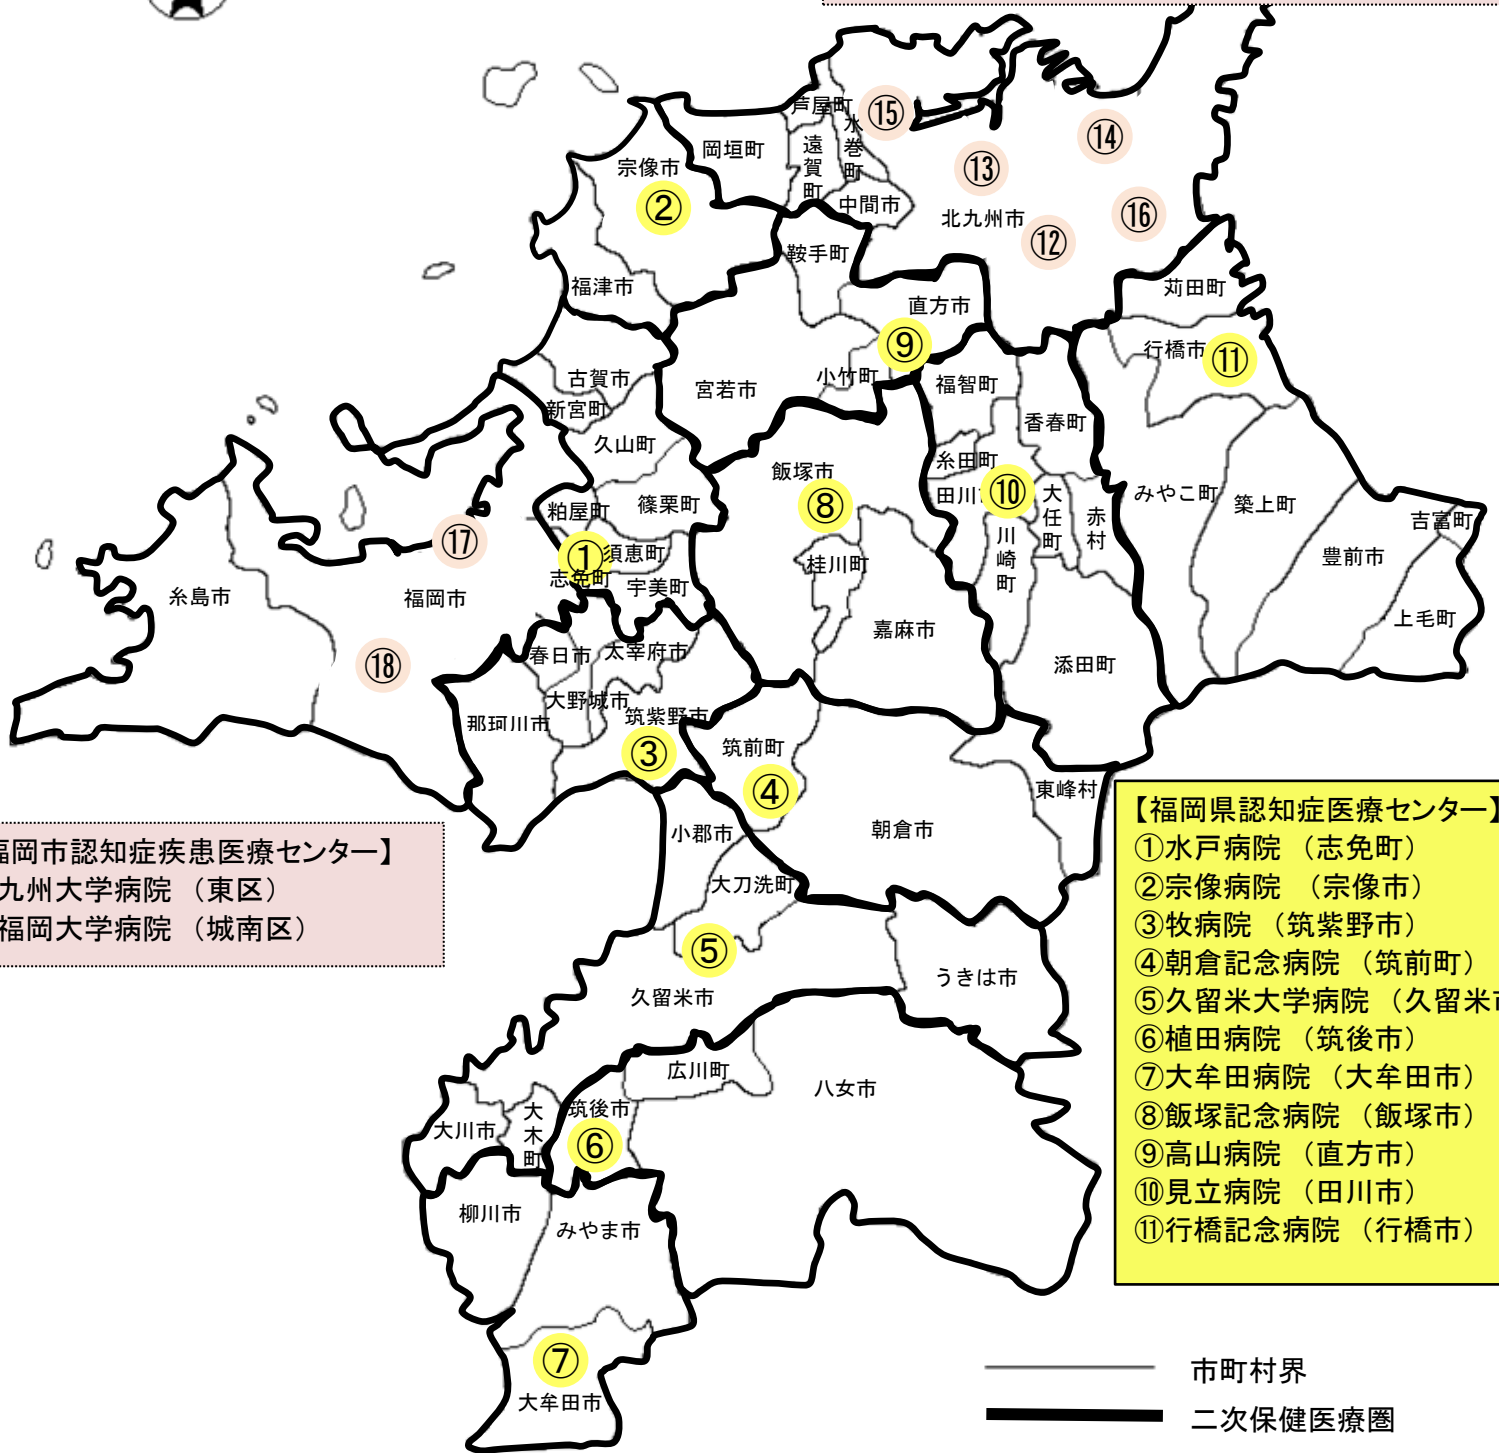 芦屋町
⑮
水巻町
⑭
岡垣町
遠賀町
宗像市
⑬
②
中間市
北九州市
⑯
⑫
鞍手町
福津市
苅田町
直方市
⑨
行橋市
⑪
古賀市
宮若市
小竹町
福智町
新宮町
香春町
久山町
糸田町
飯塚市
⑧
田川
⑩
大任町
赤村
みやこ町
築上町
吉富町
篠栗町
粕屋町
⑰
①
須恵町
川崎町
豊前市
桂川町
志免町
宇美町
糸島市
福岡市
嘉麻市
上毛町
⑱
春日市
太宰府市
添田町
大野城市
那珂川市
筑紫野市
③
筑前町
④
東峰村
小郡市
朝倉市
大刀洗町
⑤
うきは市
久留米市
広川町
八女市
大川市
大木町
筑後市
⑥
柳川市
みやま市
⑦
大牟田市
福岡市認知症疾患医療センター】
九州大学病院 (東区)
福岡大学病院 (城南区)
【福岡県認知症医療センター】
①水戸病院 (志免町)
②宗像病院 (宗像市)
③牧病院 (筑紫野市)
④朝倉記念病院 (筑前町)
⑤久留米大学病院 (久留米市
⑥植田病院 (筑後市)
⑦大牟田病院 (大牟田市)
⑧飯塚記念病院 (飯塚市)
⑨高山病院 (直方市)
⑩見立病院 (田川市)
⑪行橋記念病院 (行橋市)
市町村界
二次保健医療圏